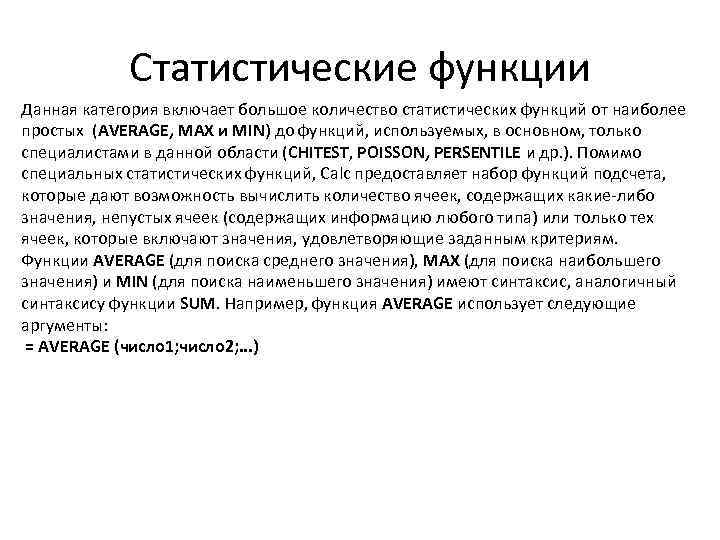 Статистические функции
Данная категория включает большое количество статистических функций от наиболее
простых (AVERAGE, MAX и MIN) до функций, используемых, в основном, только
специалистами в данной области (CHITEST, POISSON, PERSENTILE и др. ). Помимо
специальных статистических функций, Calc предоставляет набор функций подсчета,
которые дают возможность вычислить количество ячеек, содержащих какие-либо
значения, непустых ячеек (содержащих информацию любого типа) или только тех
ячеек, которые включают значения, удовлетворяющие заданным критериям.
Функции AVERAGE (для поиска среднего значения), MAX (для поиска наибольшего
значения) и MIN (для поиска наименьшего значения) имеют синтаксис, аналогичный
синтаксису функции SUM. Например, функция AVERAGE использует следующие
аргументы:
= AVERAGE (число1; число2; . . . )